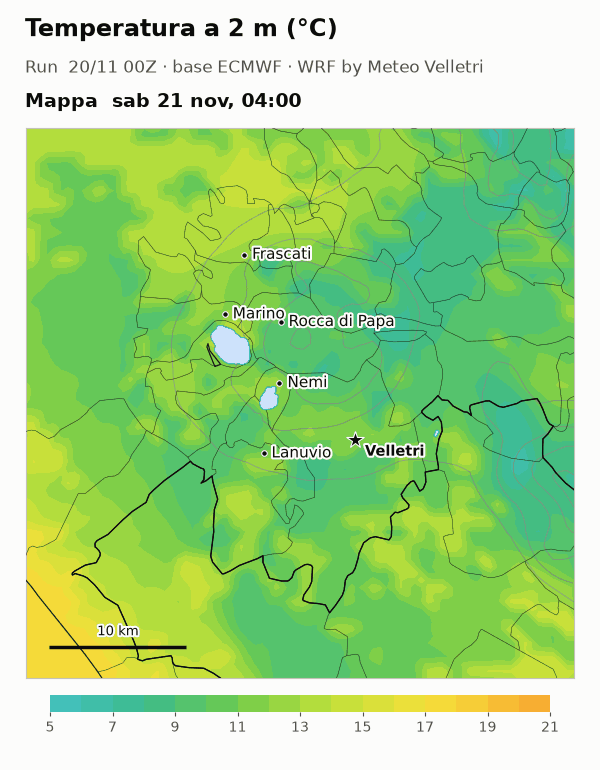 Temperatura a 2 m (°C)
Run  20/11 00Z · base ECMWF · WRF by Meteo Velletri
Mappa  sab 21 nov, 04:00
Frascati
Marino
Rocca di Papa
Nemi
Velletri
Lanuvio
10 km
5 7 9 11 13 15 17 19 21